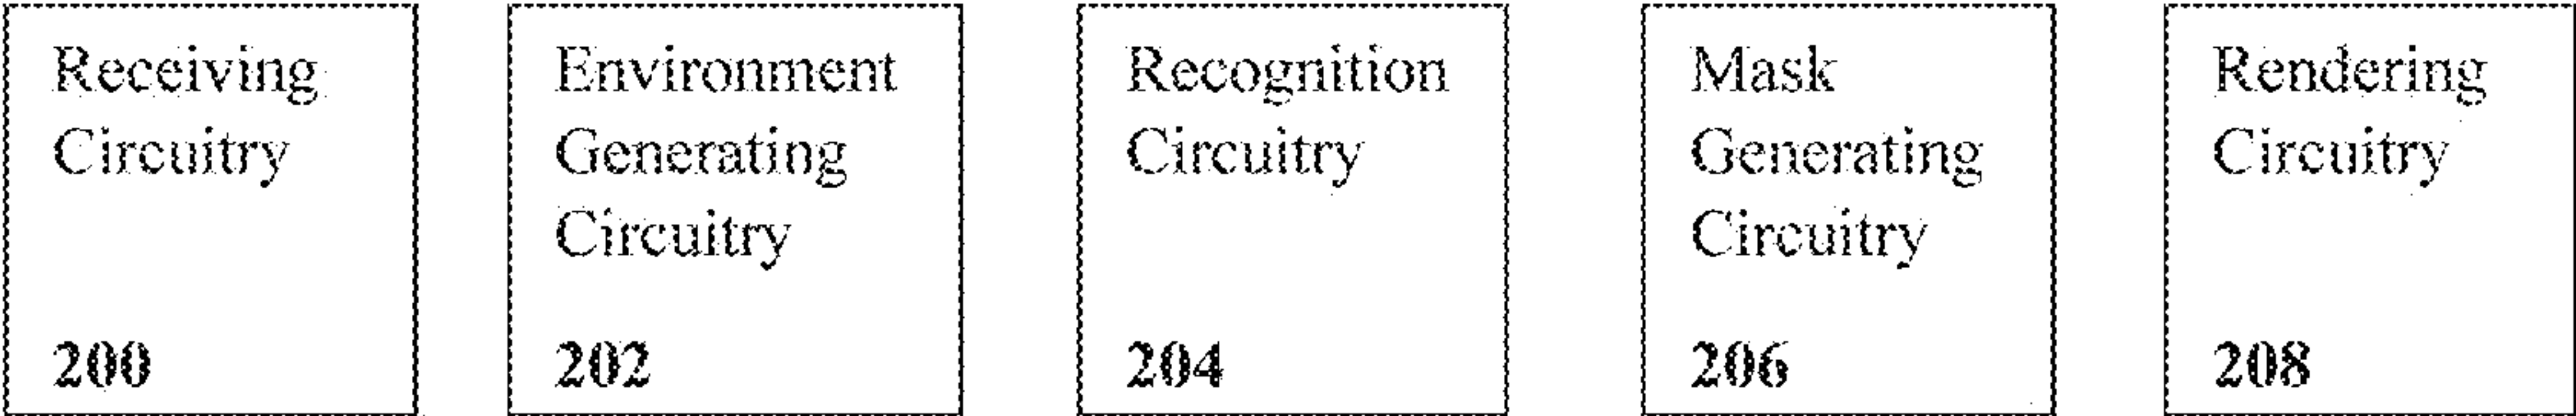 Receiving
Circuitry
200
Environment
Generating
Circuitry
202
Recognition
Circuitry
204
Mask
Generating
Circuitry
206
Rendering
Circuitry
208